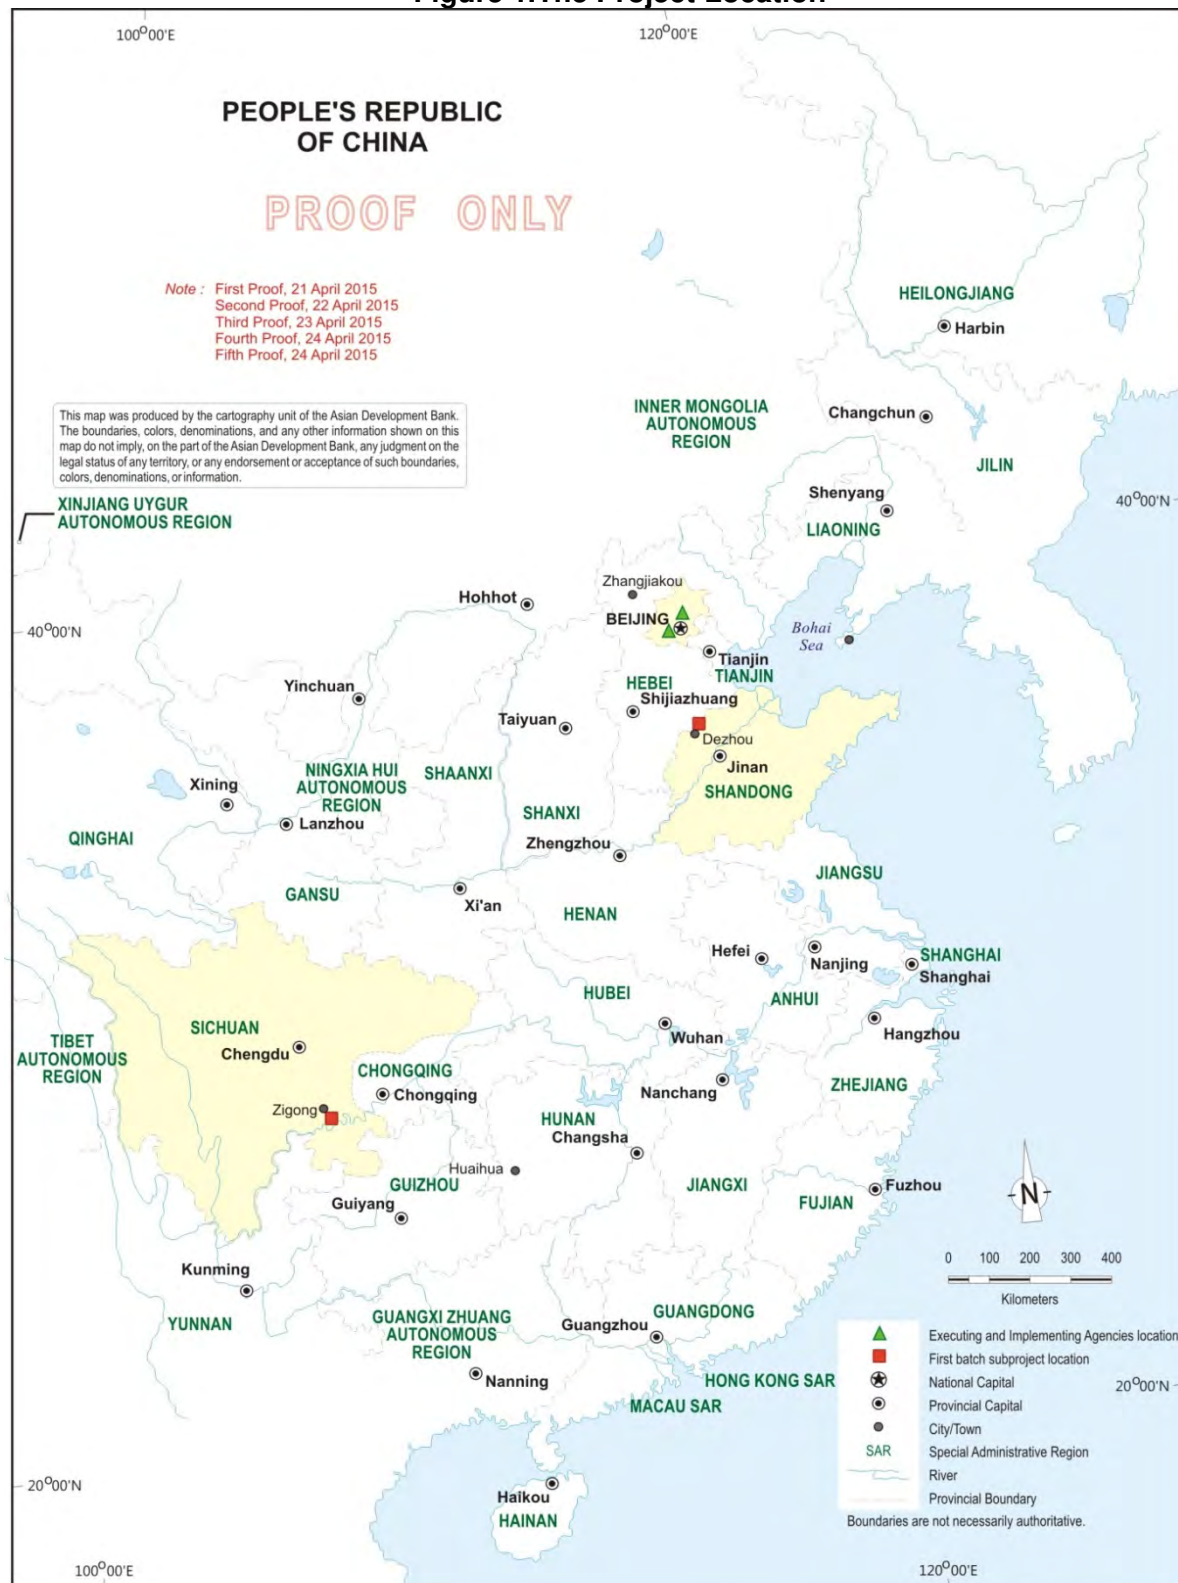 Figure 1:The Project Location
100°00'E
120°00'E
PEOPLE'S REPUBLIC
OF CHINA
PROOF ONLY
Note : First Proof, 21 April 2015
Second Proof, 22 April 2015
Third Proof, 23 April 2015
Fourth Proof, 24 April 2015
Fifth Proof, 24 April 2015
This map was produced by the cartography unit of the Asian Development Bank.
The boundaries, colors, denominations, and any other information shown on this
map do not imply, on the part of the Asian Development Bank, any judgment on the
legal status of any territory, or any endorsement or acceptance of such boundaries,
colors, denominations, or information.
HEILONGJIANG
Harbin
INNER MONGOLIA
AUTONOMOUS
REGION
Changchun
JILIN
XINJIANG UYGUR
AUTONOMOUS REGION
Shenyang
40°00'N
LIAONING
Zhangjiakou
Hohhot
BEIJING
40°00'N
Bohai
Sea
Tianjin
TIANJIN
HEBEI
Yinchuan
Shijiazhuang
Taiyuan
Dezhou
Jinan
NINGXIA HUI
AUTONOMOUS
REGION
SHAANXI
SHANDONG
Xining
SHANXI
Lanzhou
QINGHAI
Zhengzhou
JIANGSU
GANSU
Xi'an
HENAN
Hefei
Nanjing
SHANGHAI
Shanghai
HUBEI
ANHUI
SICHUAN
Wuhan
Hangzhou
TIBET
AUTONOMOUS
REGION
Chengdu
CHONGQING
Chongqing
Nanchang
ZHEJIANG
Zigong
HUNAN
Changsha
Huaihua
GUIZHOU
JIANGXI
Guiyang
FUJIAN
Fuzhou
N
Kunming
YUNNAN
0 100 200 300 400
Kilometers
GUANGXI ZHUANG
AUTONOMOUS
REGION
GUANGDONG
Guangzhou
Nanning
HONG KONG SAR
MACAU SAR
20°00'N
Executing and Implementing Agencies location
First batch subproject location
National Capital
Provincial Capital
City/Town
SAR Special Administrative Region
River
Provincial Boundary
Boundaries are not necessarily authoritative.
20°00'N
Haikou
HAINAN
100°00'E
120°00'E